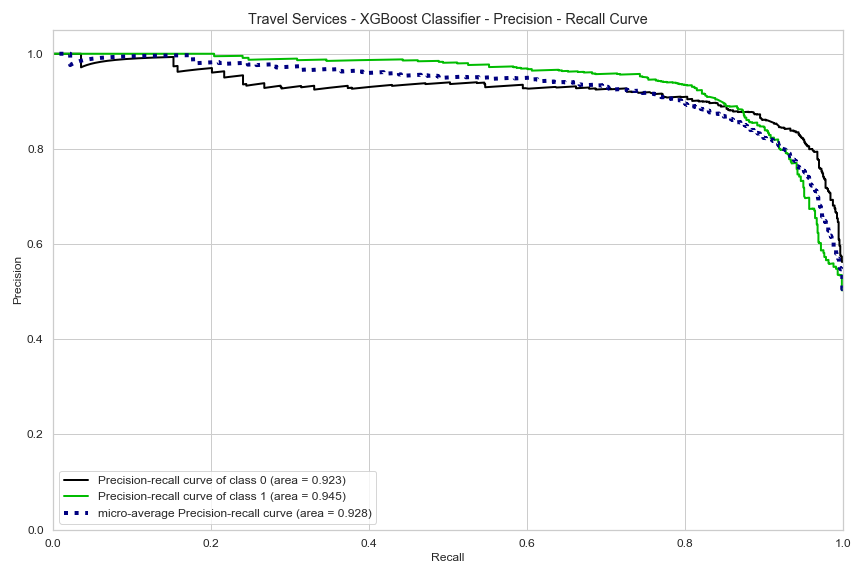 Travel Services - XGBoost Classifier - Precision - Recall Curve
1.0
0.8
0.6
0.4
0.2
0.0
Precision
Precision-recall curve of class 0 (area = 0.923)
Precision-recall curve of class 1 (area = 0.945)
micro-average Precision-recall curve (area = 0.928)
0.0 0.2 0.4 0.6 0.8 1.0
Recall